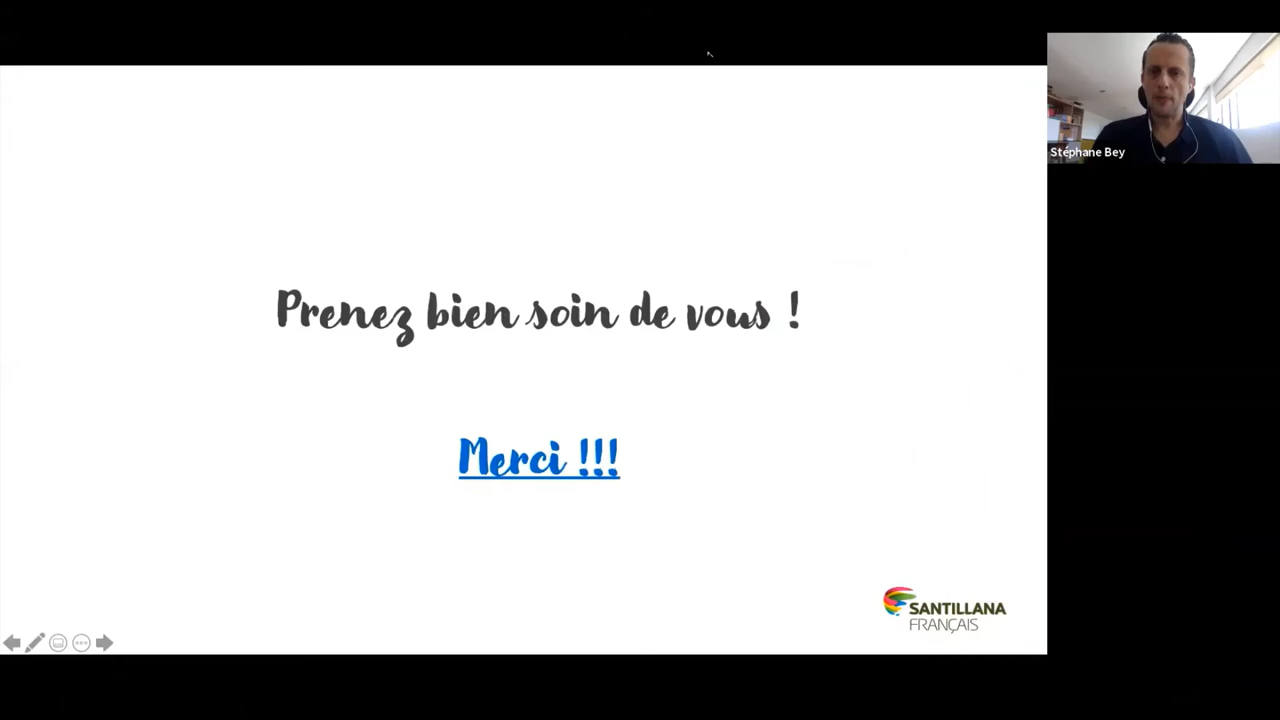 Stéphane Bey
Prenez bien soin de vous !
Merci !!!
SANTILLANA
FRANÇAIS